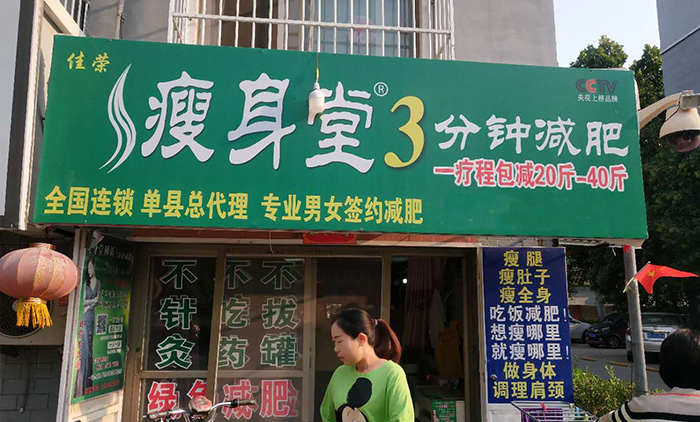 佳荣
瘦身堂®3分钟减肥
CCTV
央视上榜品牌
一疗程包减20斤-40斤
全国连锁 单县总代理 专业男女签约减肥
不针灸
不吃药
不拔罐
绿色减肥
瘦腿
瘦肚子
瘦全身
吃饭减肥!
想瘦哪里
就瘦哪里!
做身体
调理肩颈